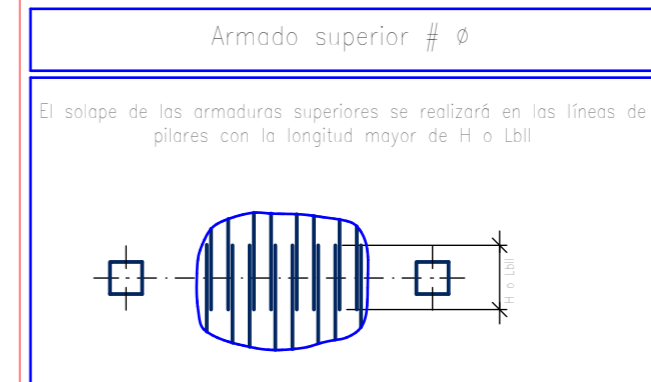 Armado superior # Ø
El solape de las armaduras superiores se realizará en las líneas de
pilares con la longitud mayor de H o Lbll
H o Lbll